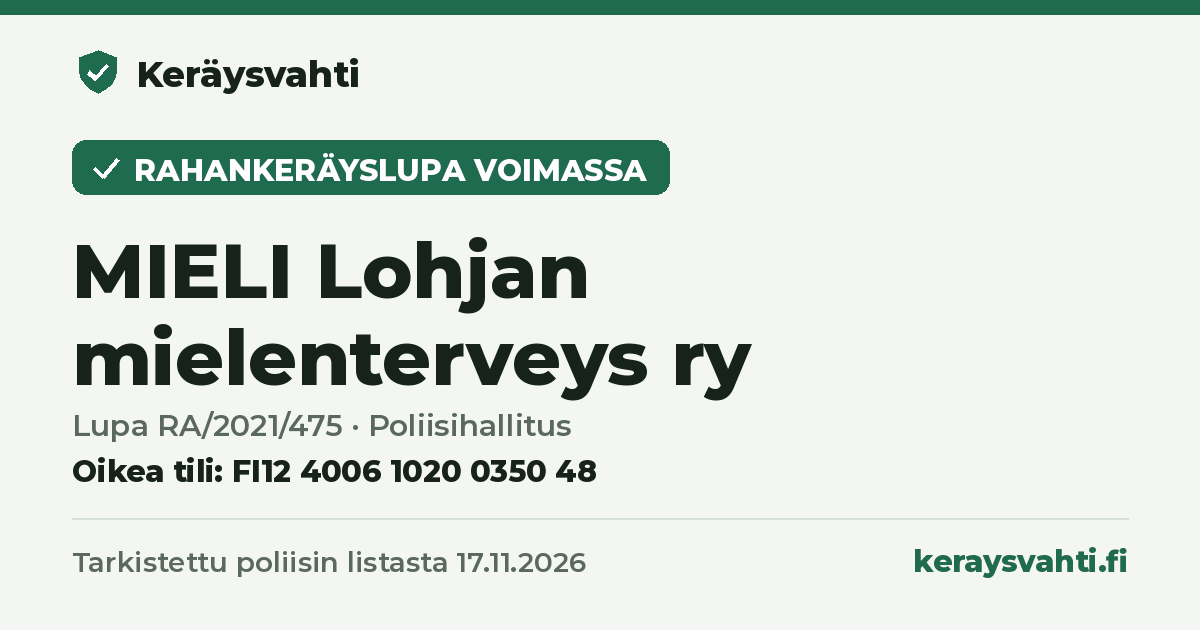 Keräysvahti
RAHANKERÄYSLUPA VOIMASSA
MIELI Lohjan
mielenterveys ry
Lupa RA/2021/475 · Poliisihallitus
Oikea tili: FI12 4006 1020 0350 48
Tarkistettu poliisin listasta 17.11.2026
keraysvahti.fi